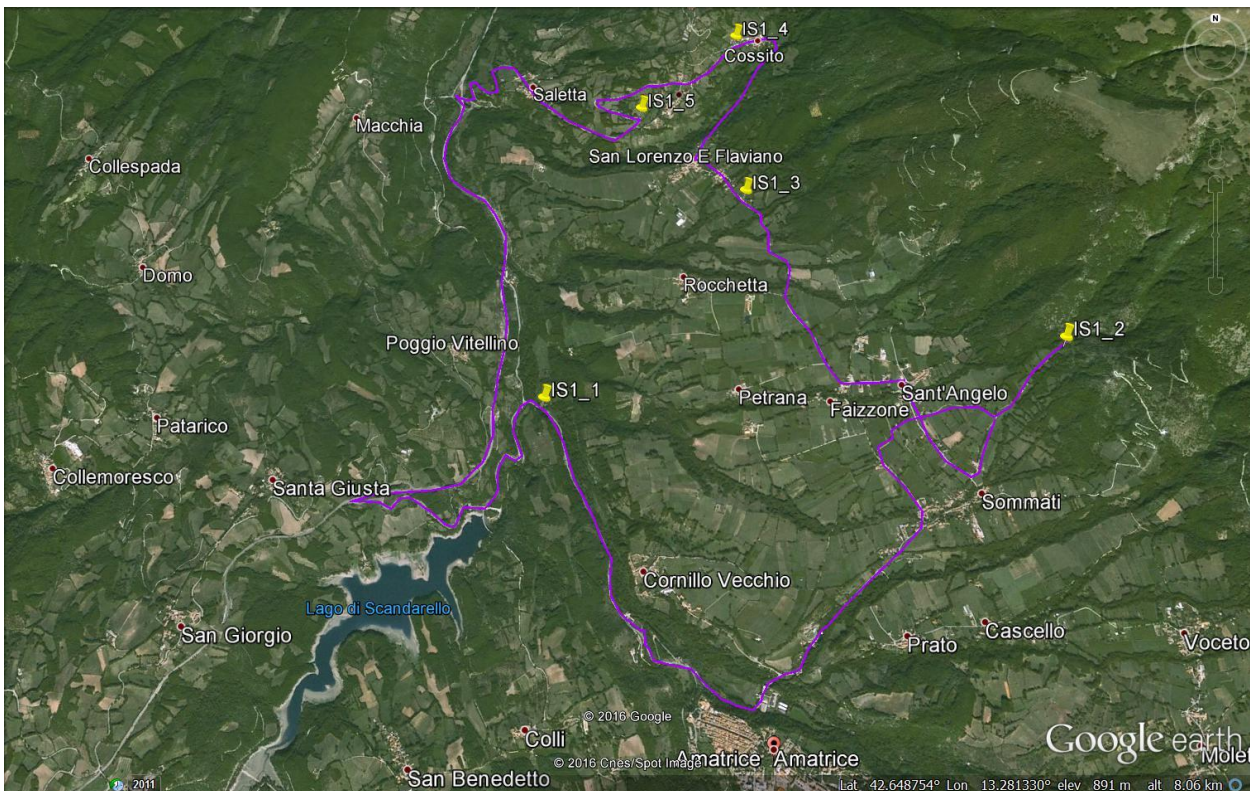 N
IS1_4
Cossito
Saletta
IS1_5
Macchia
Collespada
San Lorenzo E Flaviano
IS1_3
Domo
Rocchetta
IS1_2
Poggio Vitellino
IS1_1
Petrana
Sant'Angelo
Faizzone
Patarico
Collemoresco
Santa Giusta
Sommati
Cornillo Vecchio
Lago di Scandarello
San Giorgio
Prato
Cascello
Voceto
© 2016 Google
Colli
Google earth
Amatrice Amatrice
© 2016 Cnes/Spot Image
San Benedetto
Molet
2011
Lat 42.648754° Lon 13.281330° elev 891 m alt 8.06 km